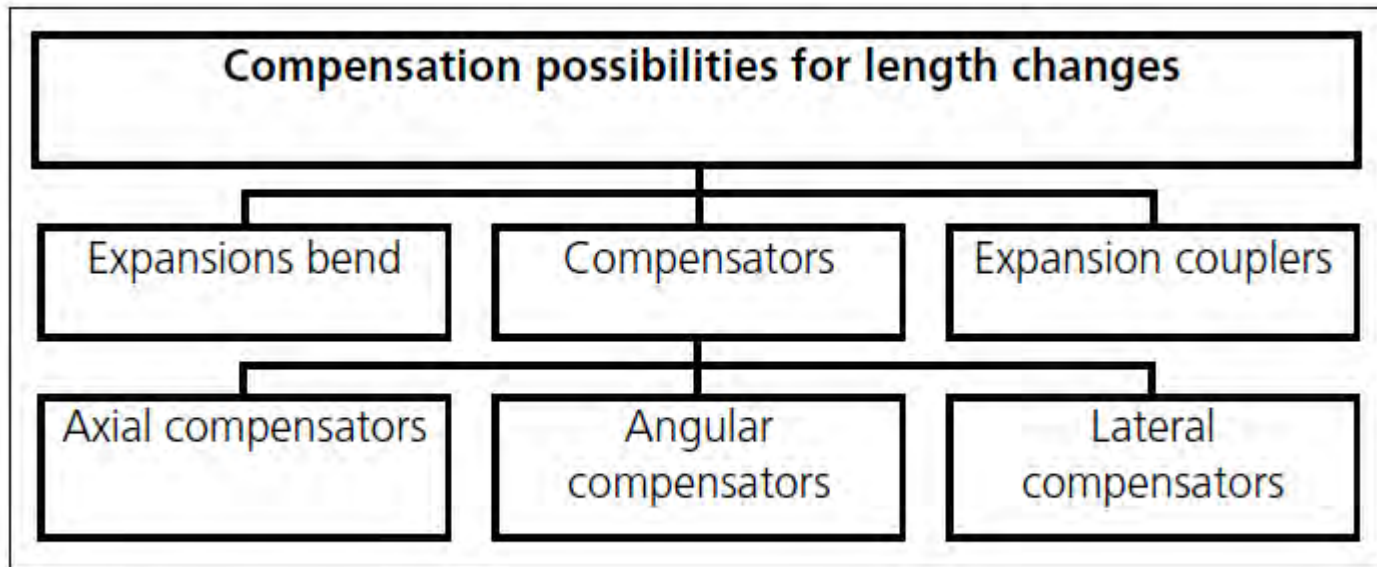 Compensation possibilities for length changes
Expansions bend
Compensators
Expansion couplers
Axial compensators
Angular
compensators
Lateral
compensators